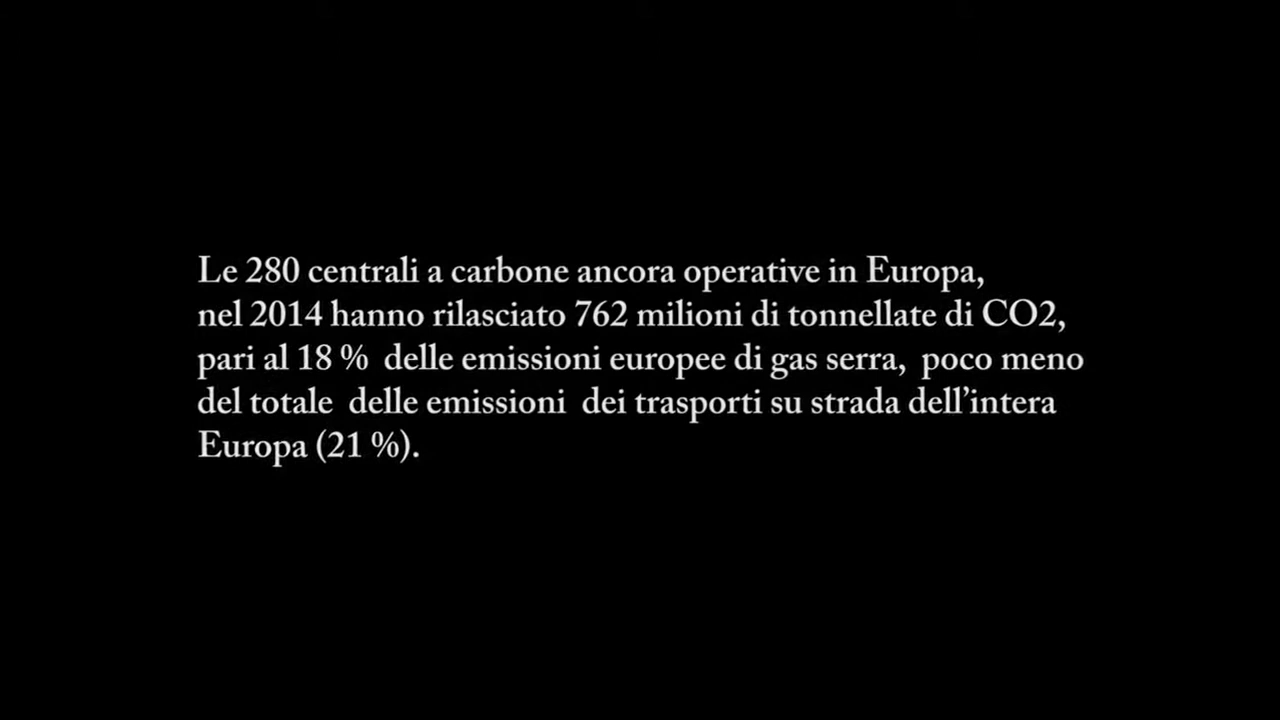 Le 280 centrali a carbone ancora operative in Europa,
nel 2014 hanno rilasciato 762 milioni di tonnellate di CO2,
pari al 18 %  delle emissioni europee di gas serra,  poco meno
del totale  delle emissioni  dei trasporti su strada dell’intera
Europa (21 %).